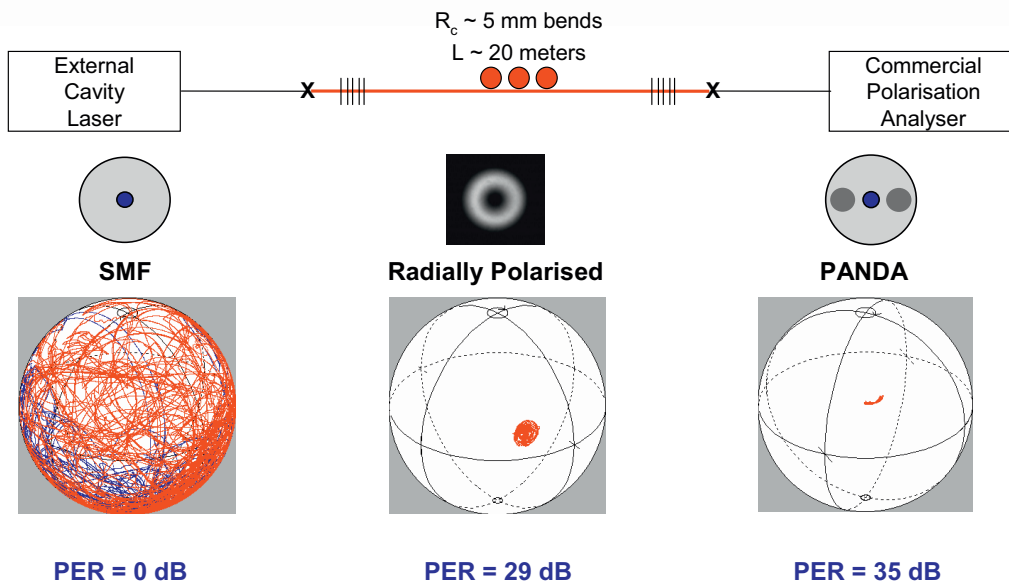 R_c ~ 5 mm bends
L ~ 20 meters
External
Cavity
Laser
X
X
Commercial
Polarisation
Analyser
SMF
Radially Polarised
PANDA
PER = 0 dB
PER = 29 dB
PER = 35 dB